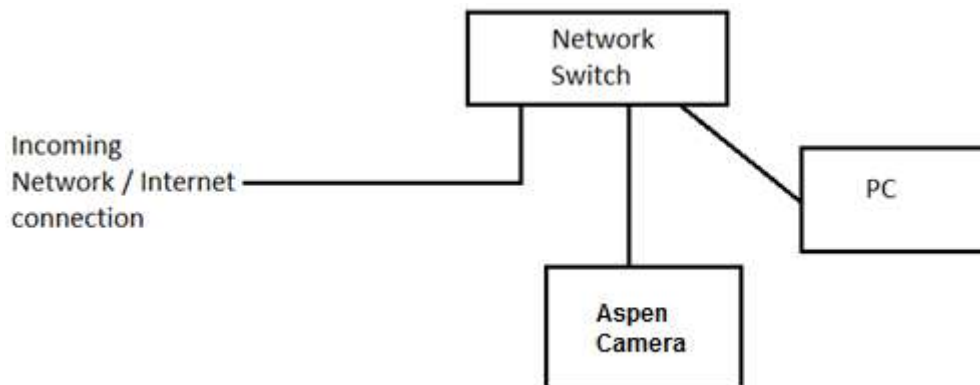 Network
Switch
Incoming
Network / Internet
connection
PC
Aspen
Camera